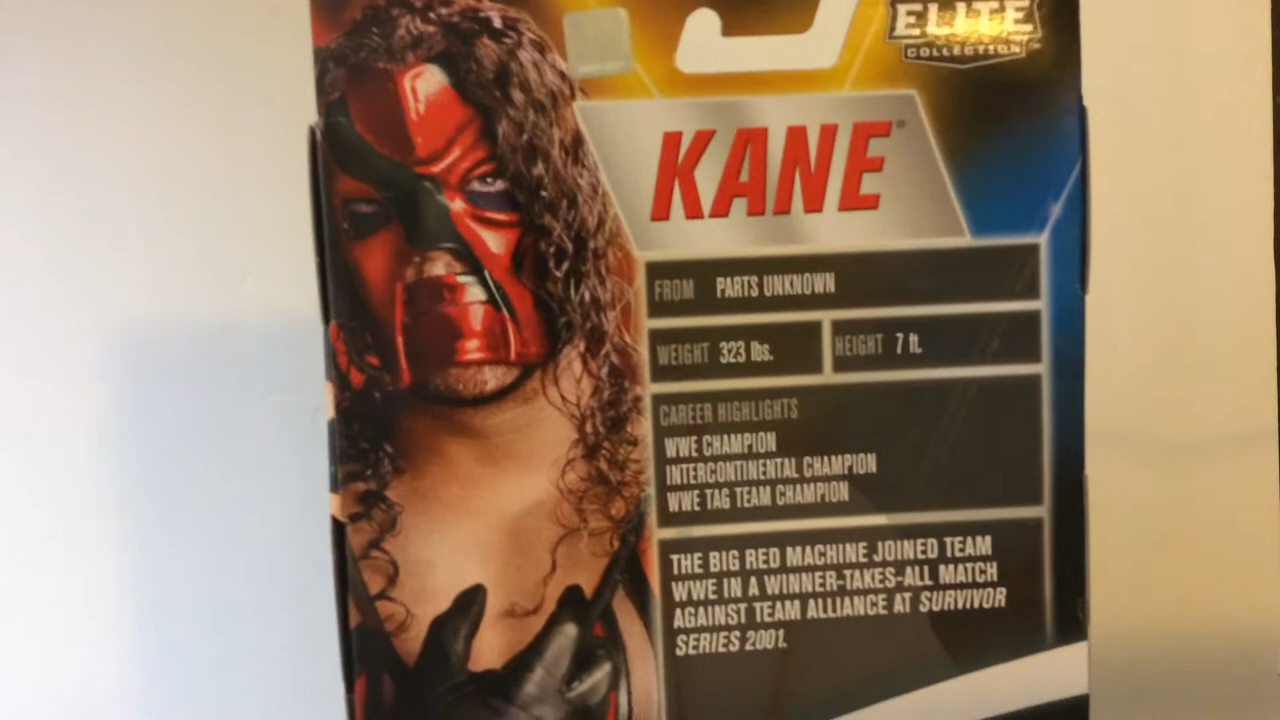 ELITE
COLLECTION
KANE
FROM PARTS UNKNOWN
WEIGHT 323 lbs. HEIGHT 7 ft.
CAREER HIGHLIGHTS
WWE CHAMPION
INTERCONTINENTAL CHAMPION
WWE TAG TEAM CHAMPION
THE BIG RED MACHINE JOINED TEAM
WWE IN A WINNER-TAKES-ALL MATCH
AGAINST TEAM ALLIANCE AT SURVIVOR
SERIES 2001.